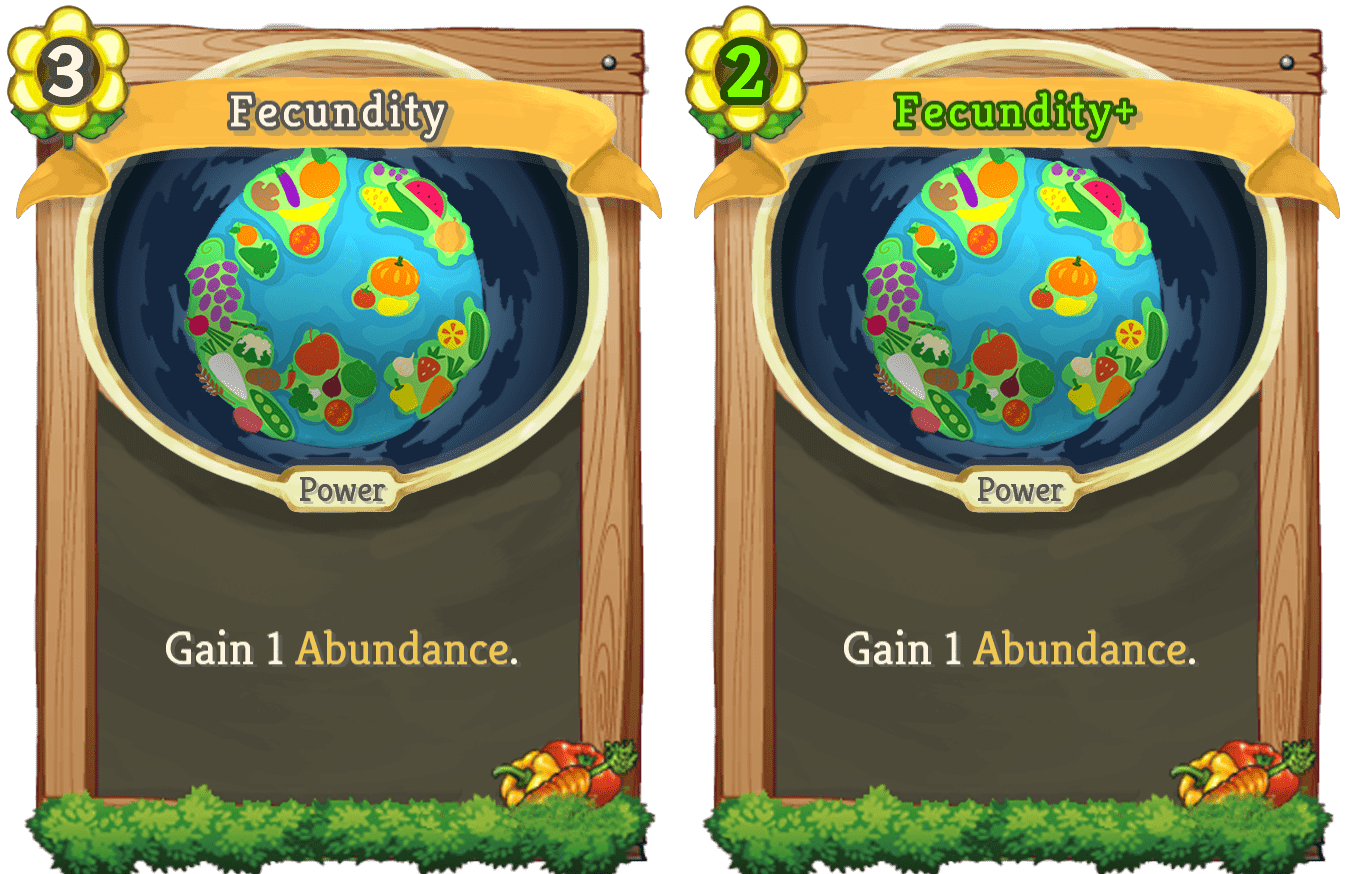 3
Fecundity
Power
Gain 1 Abundance.
2
Fecundity+
Power
Gain 1 Abundance.